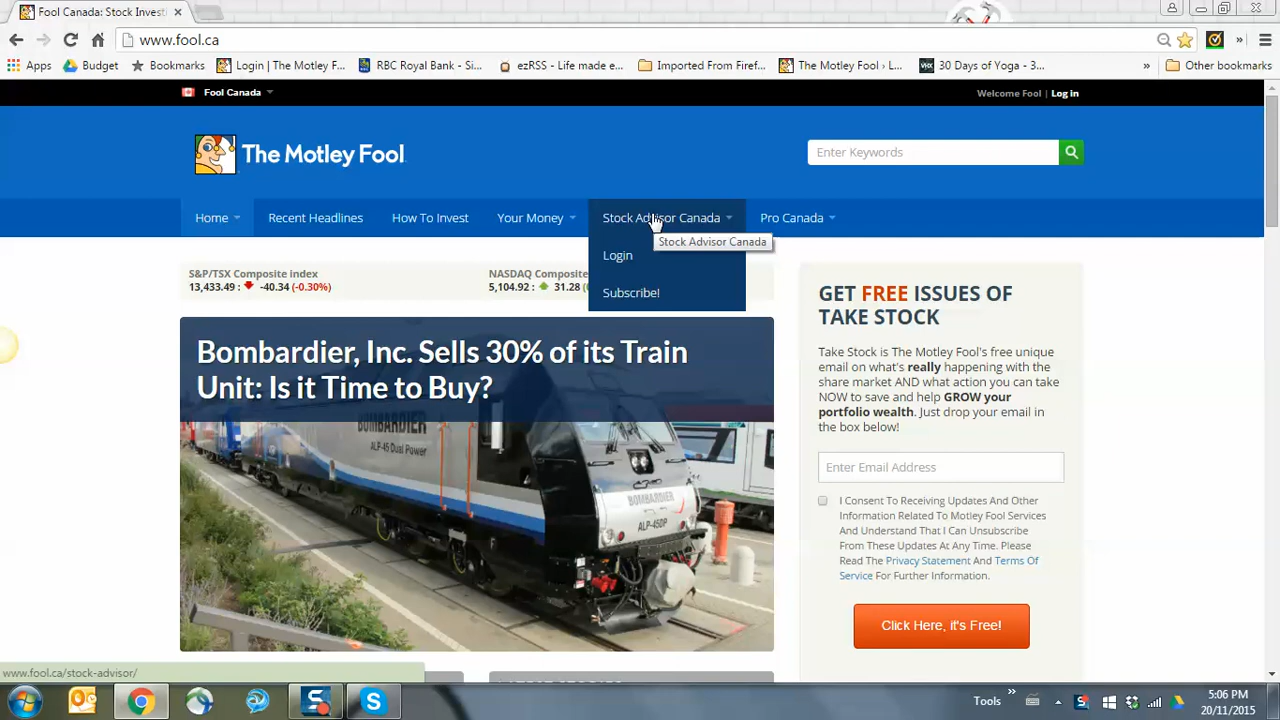 Fool Canada: Stock Investi
www.fool.ca
Apps Budget Bookmarks Login | The Motley F... RBC Royal Bank - Si... ezRSS - Life made e... Imported From Firef... The Motley Fool › L... 30 Days of Yoga - 3... » Other bookmarks
Fool Canada
Welcome Fool | Log in
The Motley Fool
Enter Keywords
Home Recent Headlines How To Invest Your Money Stock Advisor Canada Pro Canada
Stock Advisor Canada
Login
Subscribe!
S&P/TSX Composite index
13,433.49 : -40.34 (-0.30%)
NASDAQ Composite
5,104.92 : 31.28 (0
Bombardier, Inc. Sells 30% of its Train
Unit: Is it Time to Buy?
BOMBARDIER
ALP-45 Dual Power
BOMBARDIER
ALP-45DP
GET FREE ISSUES OF
TAKE STOCK
Take Stock is The Motley Fool's free unique
email on what's really happening with the
share market AND what action you can take
NOW to save and help GROW your
portfolio wealth. Just drop your email in
the box below!
Enter Email Address
I Consent To Receiving Updates And Other
Information Related To Motley Fool Services
And Understand That I Can Unsubscribe
From These Updates At Any Time. Please
Read The Privacy Statement And Terms Of
Service For Further Information.
Click Here, it's Free!
www.fool.ca/stock-advisor/
LATEST STORIES
Tools »
5:06 PM
20/11/2015